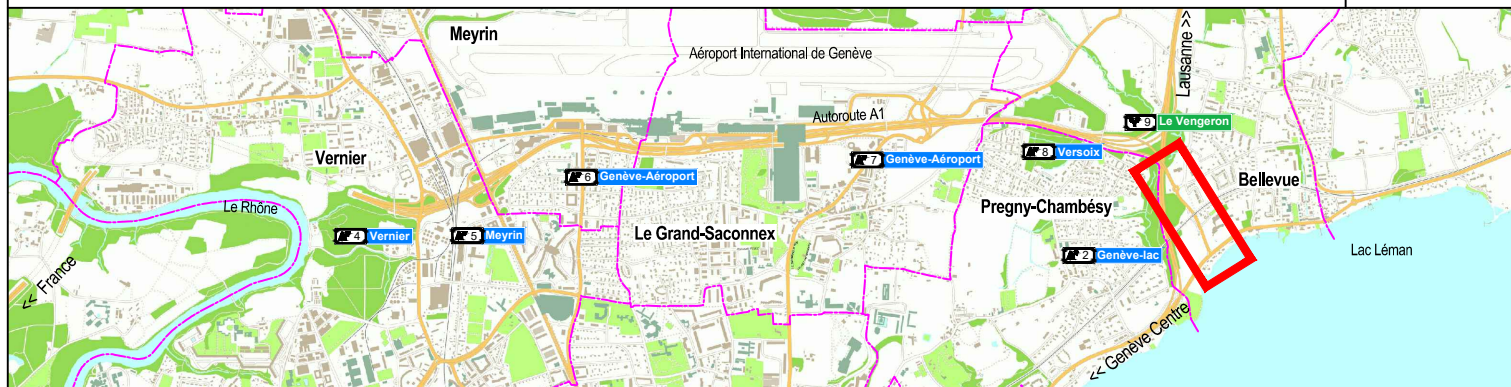 Meyrin
Aéroport International de Genève
Lausanne >>
Autoroute A1
9 Le Vengeron
Vernier
7 Genève-Aéroport
8 Versoix
6 Genève-Aéroport
Bellevue
Le Rhône
Pregny-Chambésy
4 Vernier
5 Meyrin
Le Grand-Saconnex
2 Genève-lac
Lac Léman
<< France
<< Genève Centre